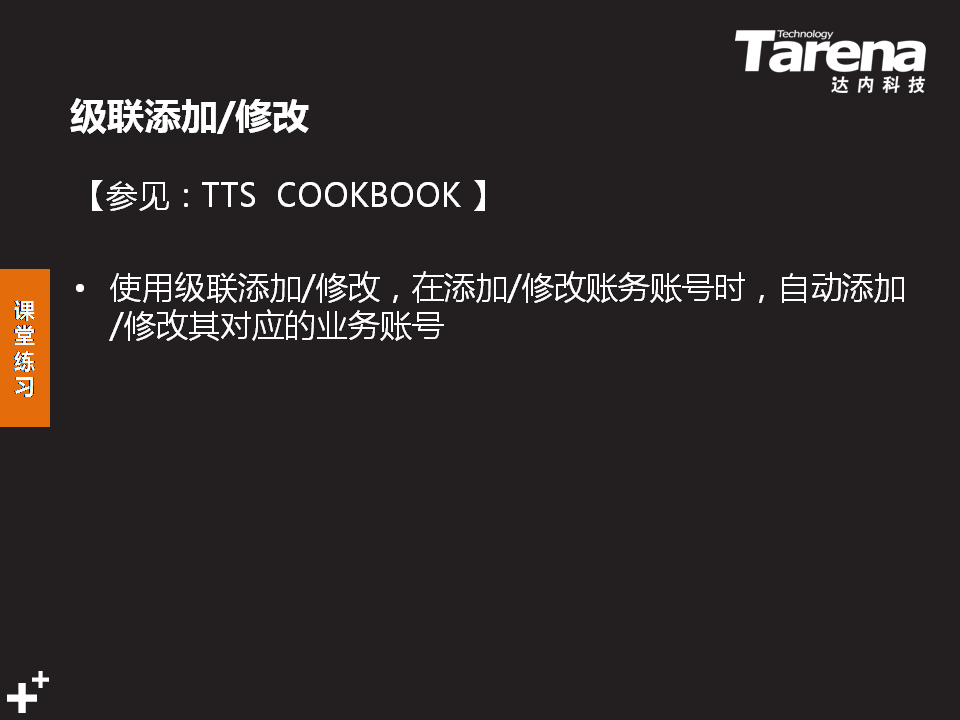 Technology
Tarena
达内科技
级联添加/修改
【参见：TTS COOKBOOK 】
• 使用级联添加/修改，在添加/修改账务账号时，自动添加
/修改其对应的业务账号
课
堂
练
习